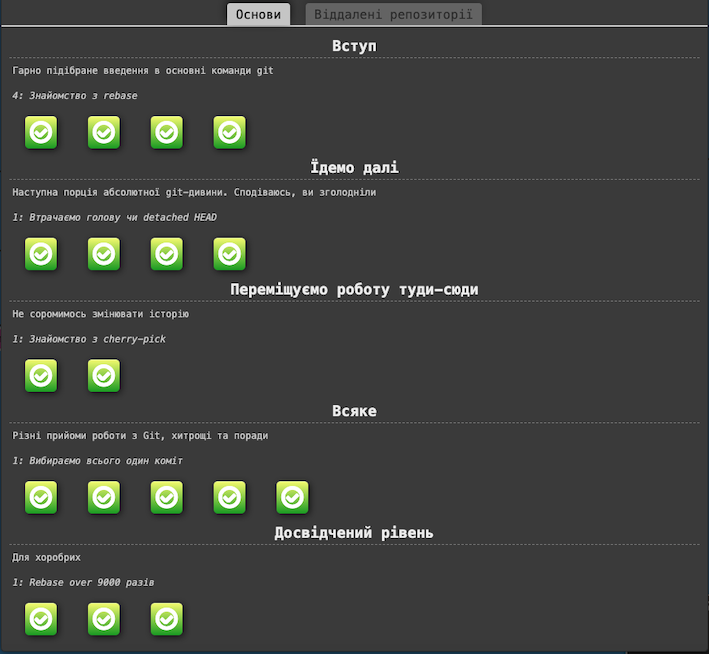 Основи Віддалені репозиторії
Вступ
Гарно підібране введення в основні команди git
4: Знайомство з rebase
Їдемо далі
Наступна порція абсолютної git-дивини. Сподіваюсь, ви зголодніли
1: Втрачаємо голову чи detached HEAD
Переміщуємо роботу туди-сюди
Не соромимось змінювати історію
1: Знайомство з cherry-pick
Всяке
Різні прийоми роботи з Git, хитрощі та поради
1: Вибираємо всього один коміт
Досвідчений рівень
Для хоробрих
1: Rebase over 9000 разів